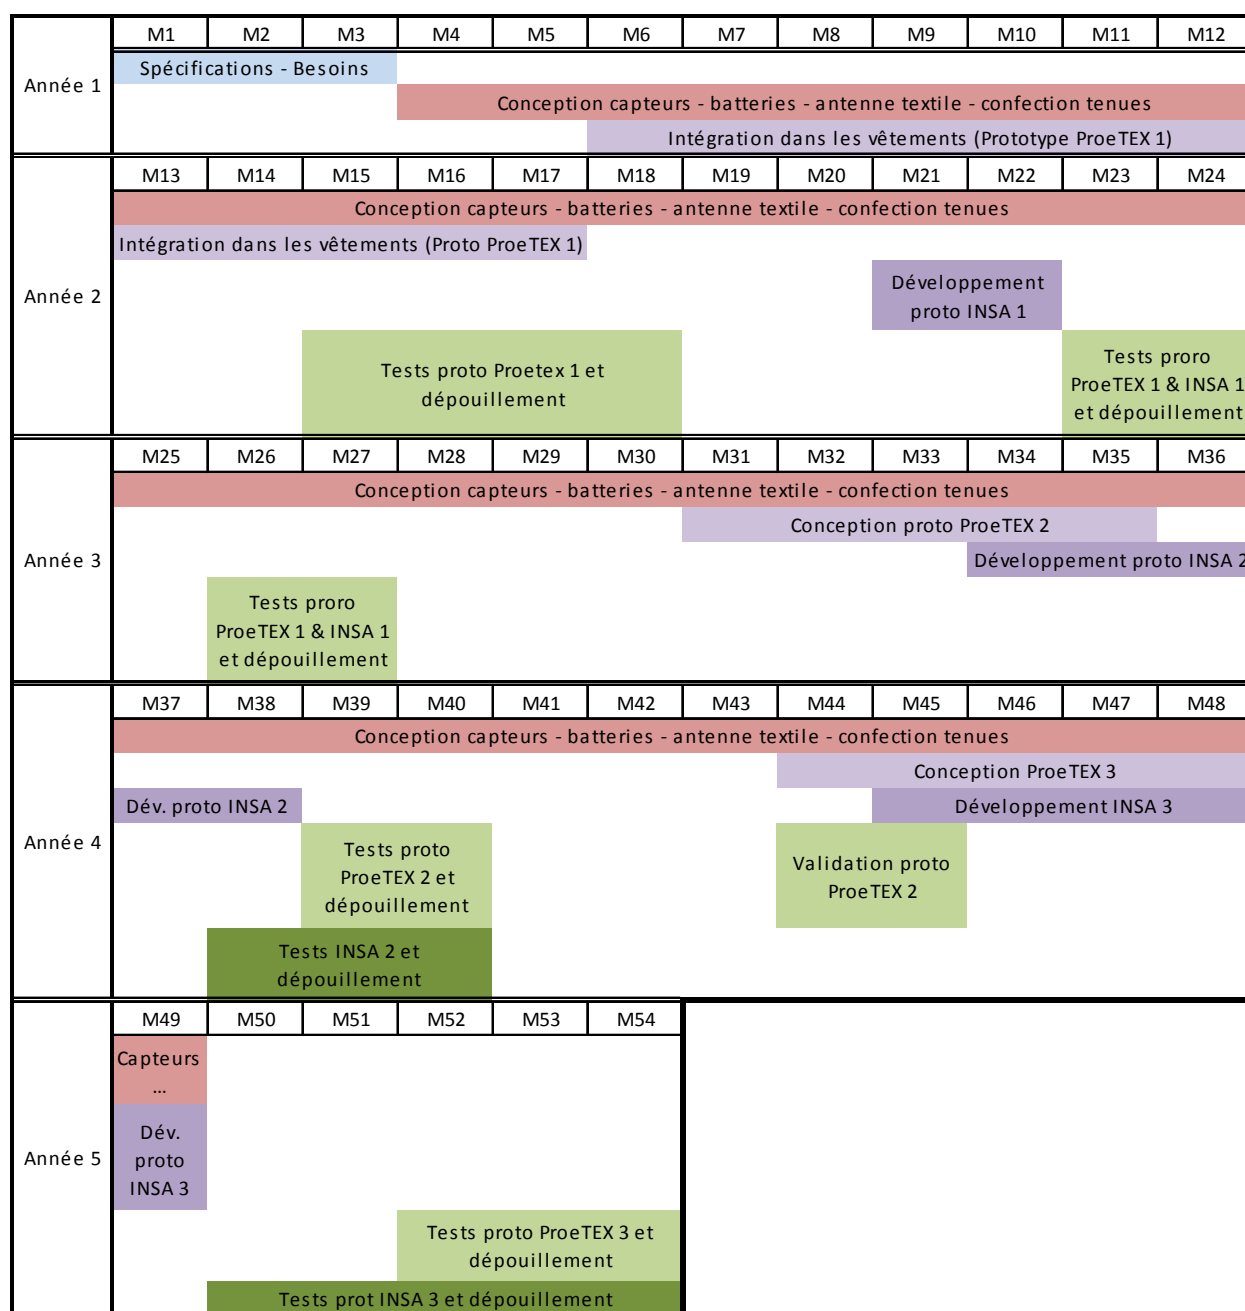 M1 M2 M3 M4 M5 M6 M7 M8 M9 M10 M11 M12
Année 1
Spécifications - Besoins
Conception capteurs - batteries - antenne textile - confection tenues
Intégration dans les vêtements (Prototype ProeTEX 1)
M13 M14 M15 M16 M17 M18 M19 M20 M21 M22 M23 M24
Année 2
Conception capteurs - batteries - antenne textile - confection tenues
Intégration dans les vêtements (Proto ProeTEX 1)
Développement
proto INSA 1
Tests proto Proetex 1 et
dépouillement
Tests proro
ProeTEX 1 & INSA 1
et dépouillement
M25 M26 M27 M28 M29 M30 M31 M32 M33 M34 M35 M36
Année 3
Conception capteurs - batteries - antenne textile - confection tenues
Conception proto ProeTEX 2
Développement proto INSA 2
Tests proro
ProeTEX 1 & INSA 1
et dépouillement
M37 M38 M39 M40 M41 M42 M43 M44 M45 M46 M47 M48
Année 4
Conception capteurs - batteries - antenne textile - confection tenues
Conception ProeTEX 3
Dév. proto INSA 2
Développement INSA 3
Tests proto
ProeTEX 2 et
dépouillement
Validation proto
ProeTEX 2
Tests INSA 2 et
dépouillement
M49 M50 M51 M52 M53 M54
Année 5
Capteurs
...
Dév.
proto
INSA 3
Tests proto ProeTEX 3 et
dépouillement
Tests prot INSA 3 et dépouillement